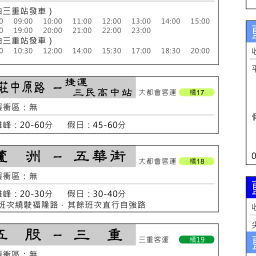 三重站發車）
09:00 10:00 11:00 12:00 13:00 14:00 15:00
19:00 20:00 21:00 22:00 23:00
三重站發車）
10:30 12:00 14:00 15:30 17:00 18:30 20:00
莊中原路 － 捷運三民高中站 大都會客運 橘17
緩衝區：無
尖峰：20-60分 假日：45-60分
蘆 洲 － 五華街 大都會客運 橘18
緩衝區：無
尖峰：20-30分 假日：30-40分
班次繞駛福隆路，其餘班次直行自強路
五 股 － 三 重 三重客運 橘19
緩衝區：無